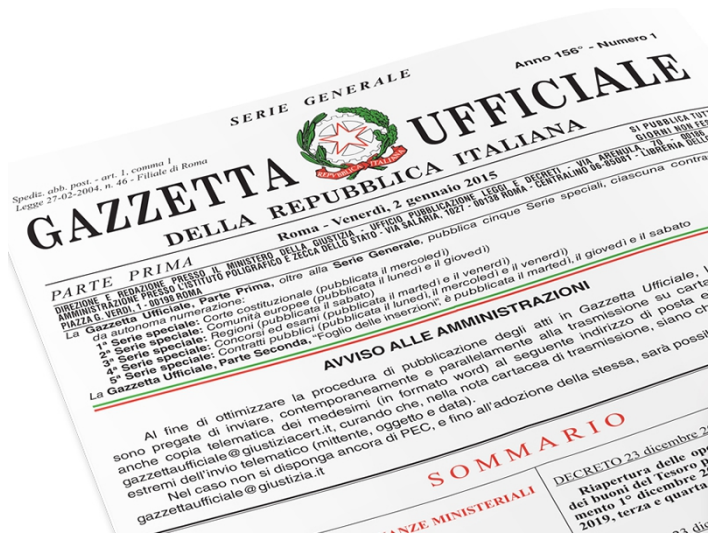 SERIE GENERALE
Anno 156° - Numero 1
Spediz. abb. post. - art. 1, comma 1
Legge 27-02-2004, n. 46 - Filiale di Roma
GAZZETTA UFFICIALE
REPVBBLICA ITALIANA
DELLA REPUBBLICA ITALIANA
SI PUBBLICA TUTT
GIORNI NON FES
PARTE PRIMA
Roma - Venerdì, 2 gennaio 2015
DIREZIONE E REDAZIONE PRESSO IL MINISTERO DELLA GIUSTIZIA - UFFICIO PUBBLICAZIONE LEGGI E DECRETI - VIA ARENULA, 70 - 00186
AMMINISTRAZIONE PRESSO L'ISTITUTO POLIGRAFICO E ZECCA DELLO STATO - VIA SALARIA, 1027 - 00138 ROMA - CENTRALINO 06-85081 - LIBRERIA DELLO
PIAZZA G. VERDI, 1 - 00198 ROMA
La Gazzetta Ufficiale, Parte Prima, oltre alla Serie Generale, pubblica cinque Serie speciali, ciascuna contra
da autonoma numerazione:
1ª Serie speciale: Corte costituzionale (pubblicata il mercoledì)
2ª Serie speciale: Comunità europee (pubblicata il lunedì e il giovedì)
3ª Serie speciale: Regioni (pubblicata il sabato)
4ª Serie speciale: Concorsi ed esami (pubblicata il martedì e il venerdì)
5ª Serie speciale: Contratti pubblici (pubblicata il lunedì, il mercoledì e il venerdì)
La Gazzetta Ufficiale, Parte Seconda, "Foglio delle inserzioni", è pubblicata il martedì, il giovedì e il sabato
AVVISO ALLE AMMINISTRAZIONI
Al fine di ottimizzare la procedura di pubblicazione degli atti in Gazzetta Ufficiale, l
sono pregate di inviare, contemporaneamente e parallelamente alla trasmissione su carta
anche copia telematica dei medesimi (in formato word) al seguente indirizzo di posta e
gazzettaufficiale@giustiziacert.it, curando che, nella nota cartacea di trasmissione, siano ch
estremi dell'invio telematico (mittente, oggetto e data).
Nel caso non si disponga ancora di PEC, e fino all'adozione della stessa, sarà possi
gazzettaufficiale@giustizia.it
SOMMARIO
NZE MINISTERIALI
DECRETO 23 dicembre 2
Riapertura delle ope
dei buoni del Tesoro p
mento 1° dicembre 2
2019, terza e quarta